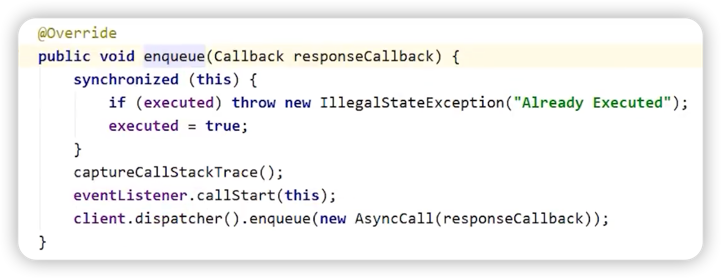 @Override
public void enqueue(Callback responseCallback) {
    synchronized (this) {
        if (executed) throw new IllegalStateException("Already Executed");
        executed = true;
    }
    captureCallStackTrace();
    eventListener.callStart(this);
    client.dispatcher().enqueue(new AsyncCall(responseCallback));
}